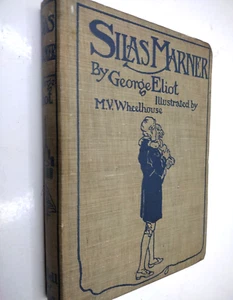 SILAS MARNER
By George Eliot
Illustrated by
M.V. Wheelhouse